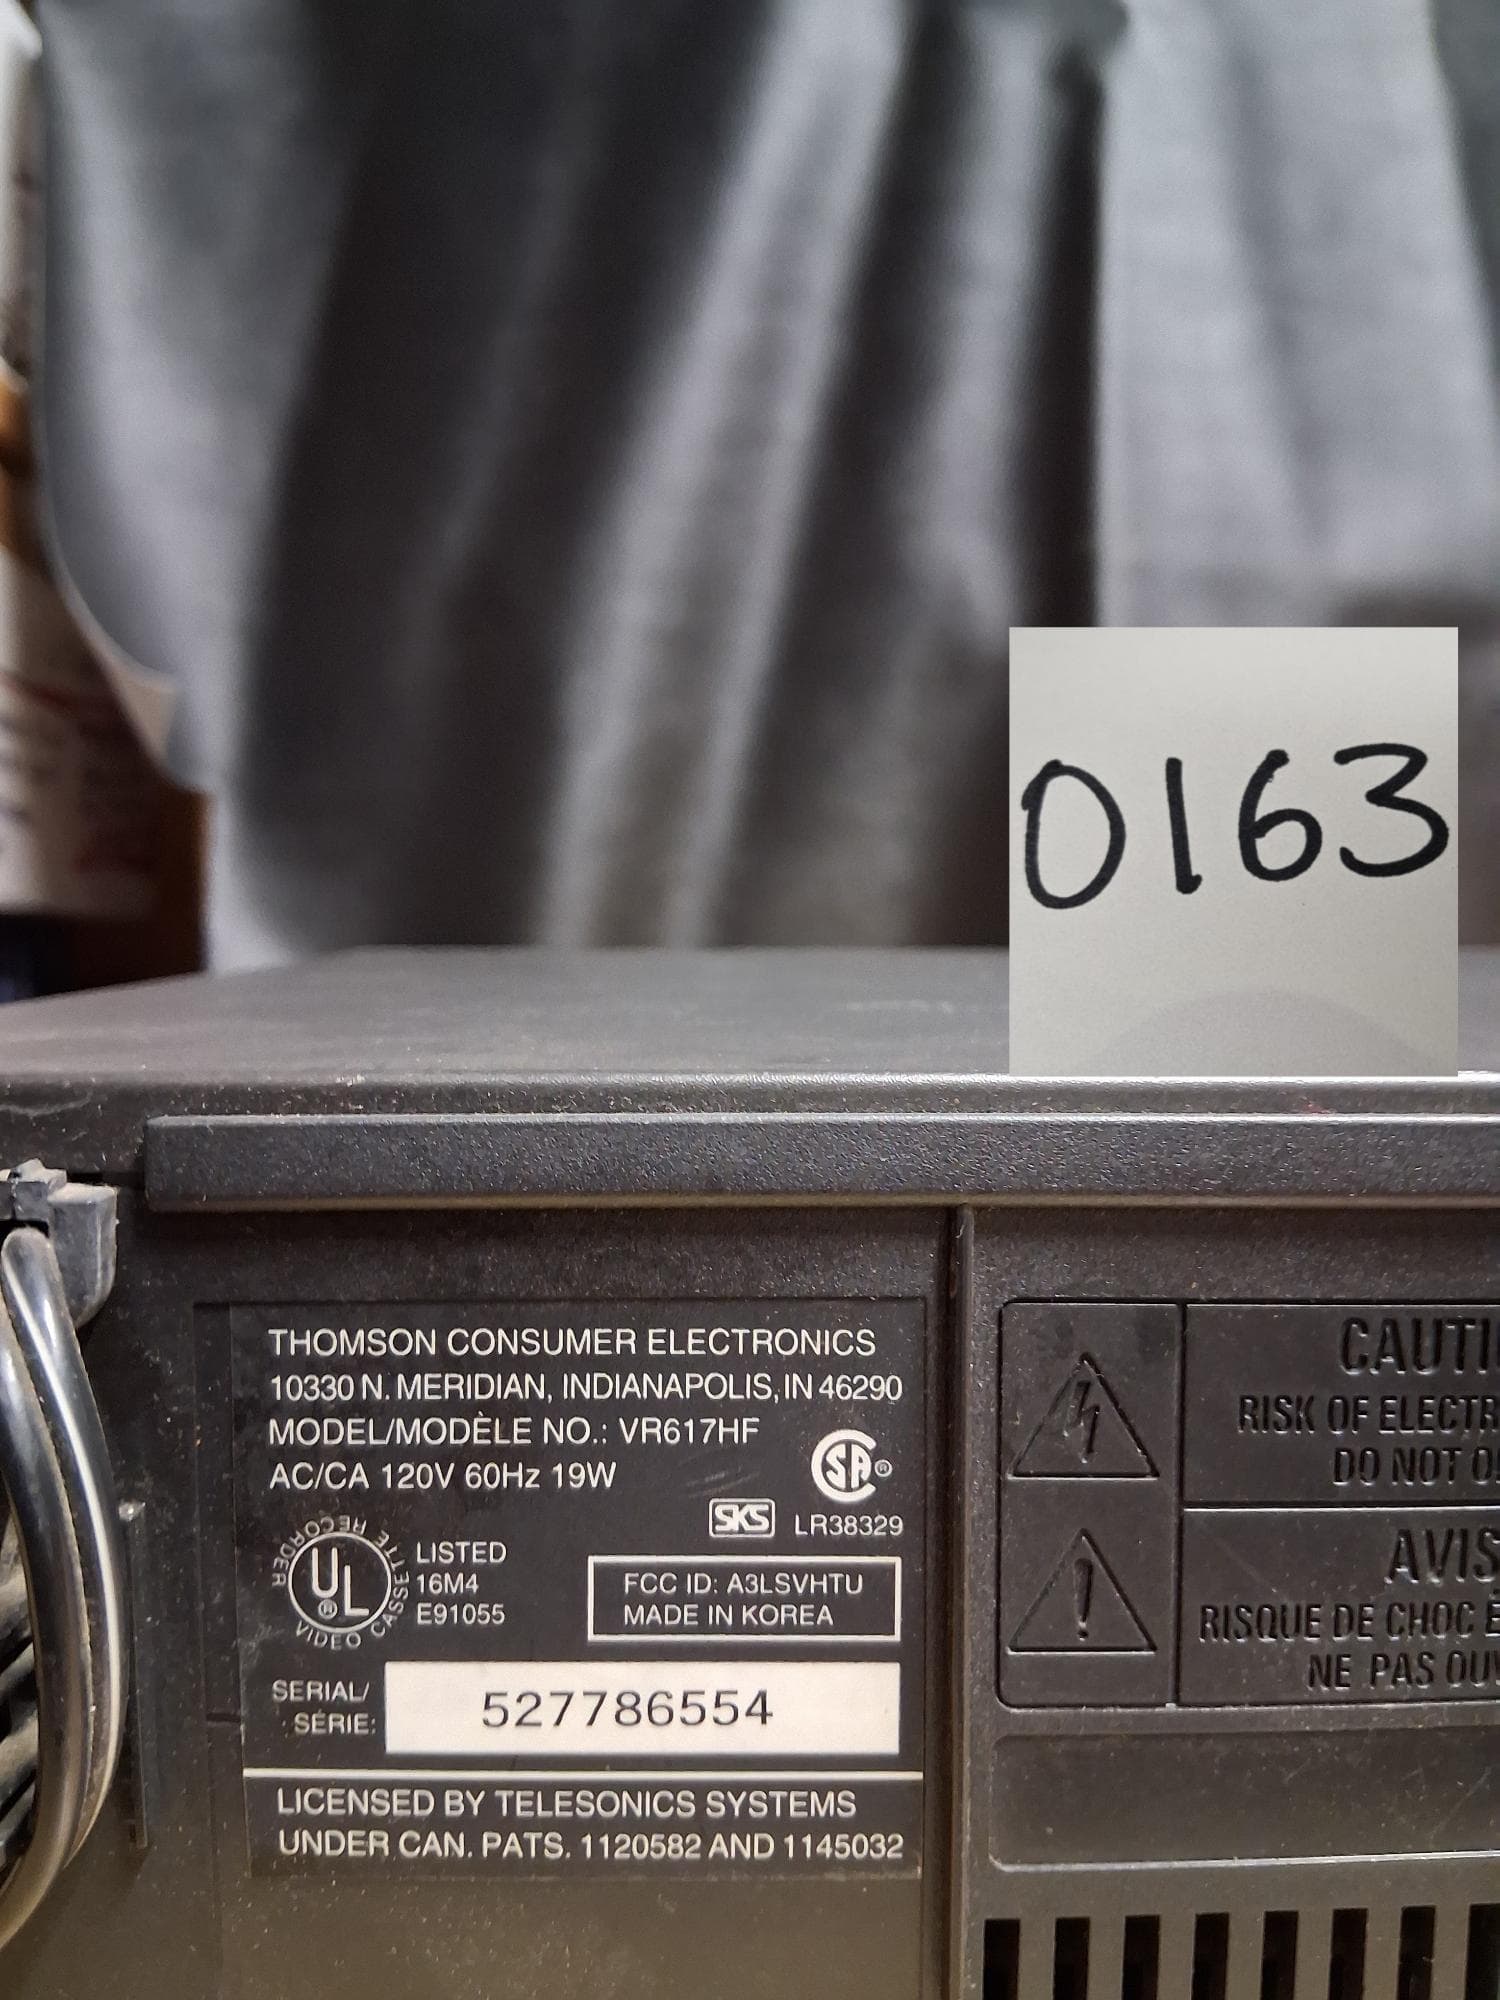 0163
THOMSON CONSUMER ELECTRONICS
10330 N. MERIDIAN, INDIANAPOLIS, IN 46290
MODEL/MODÈLE NO.: VR617HF
AC/CA 120V 60Hz 19W
SA®
SKS LR38329
VIDEO CASSETTE RECORDER
UL®
LISTED
16M4
E91055
FCC ID: A3LSVHTU
MADE IN KOREA
SERIAL/
SÉRIE:
527786554
LICENSED BY TELESONICS SYSTEMS
UNDER CAN. PATS. 1120582 AND 1145032
CAUTI
RISK OF ELECTR
DO NOT O
AVIS
RISQUE DE CHOC É
NE PAS OUV